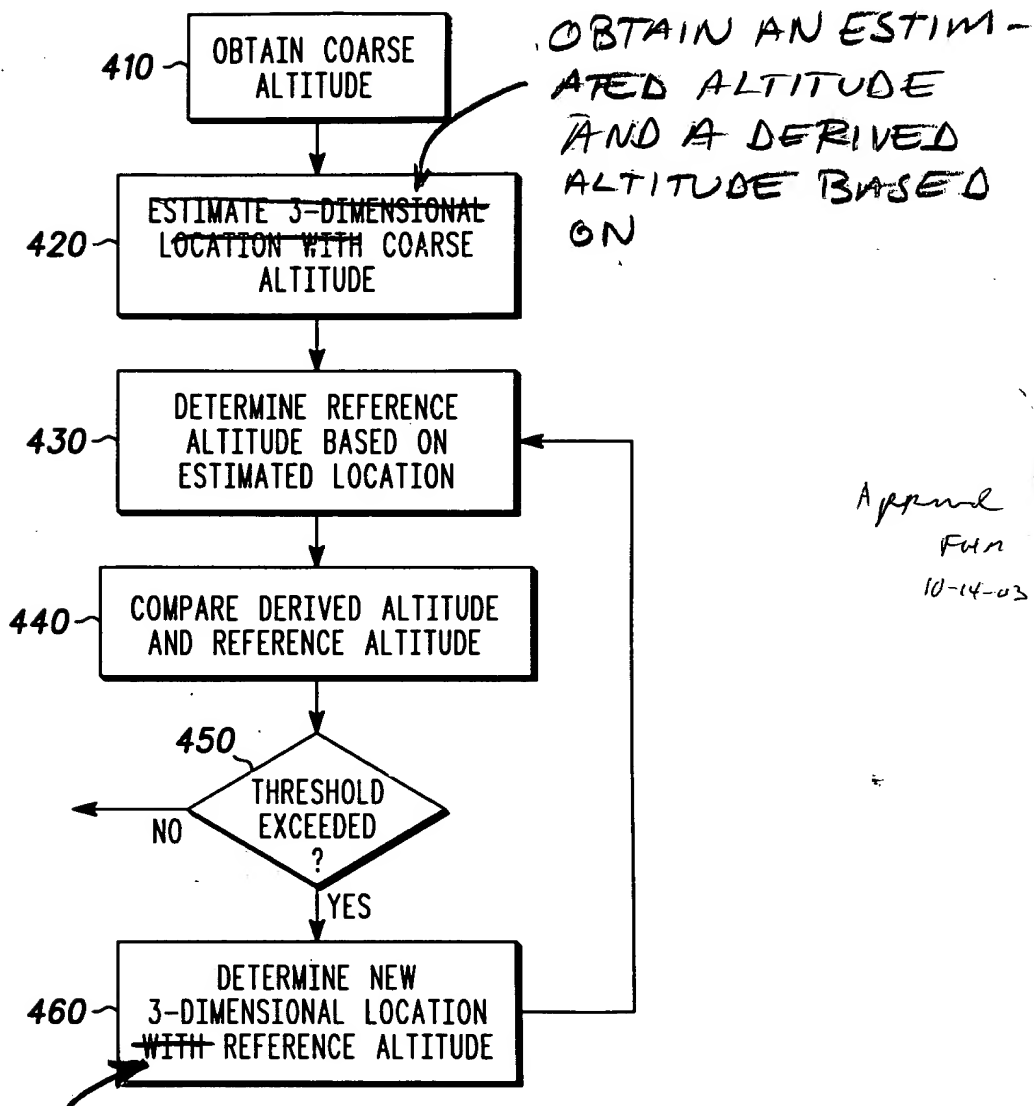 410
OBTAIN COARSE
ALTITUDE
OBTAIN AN ESTIM-
ATED ALTITUDE
AND A DERIVED
ALTITUDE BASED
ON
420
ESTIMATE 3-DIMENSIONAL
LOCATION WITH COARSE
ALTITUDE
430
DETERMINE REFERENCE
ALTITUDE BASED ON
ESTIMATED LOCATION
10-14-03
440
COMPARE DERIVED ALTITUDE
AND REFERENCE ALTITUDE
450
THRESHOLD
EXCEEDED
?
NO
YES
460
DETERMINE NEW
3-DIMENSIONAL LOCATION
WITH REFERENCE ALTITUDE